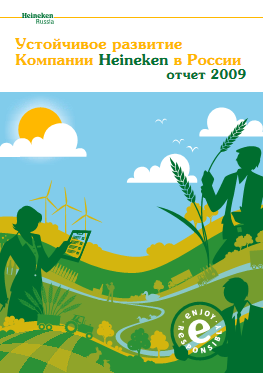 Heineken
Russia
Устойчивое развитие
Компании Heineken в России
отчет 2009
ENJOY
RESPONSIBLY
e